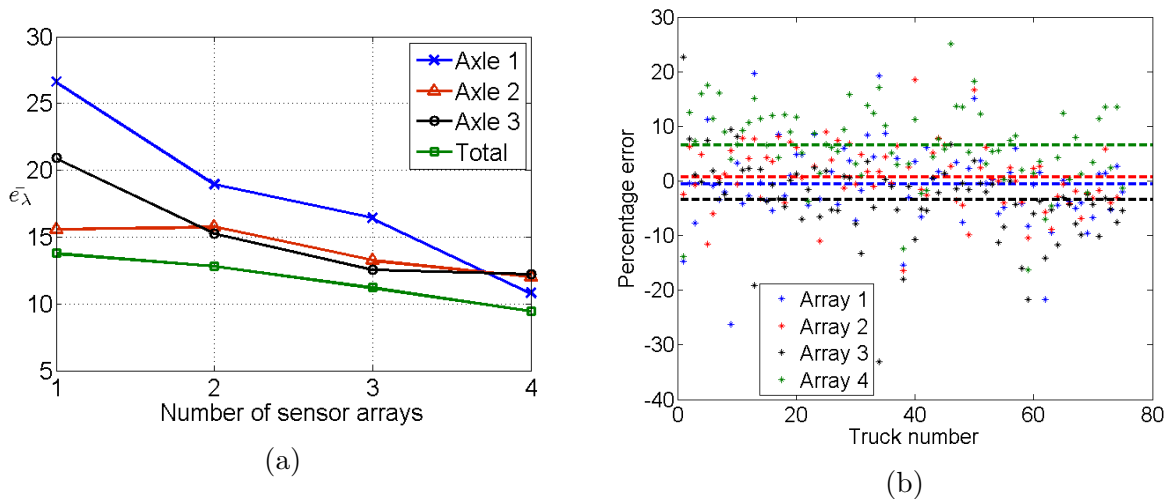 30
25
20
15
10
5
ēλ
1 2 3 4
Number of sensor arrays
Axle 1
Axle 2
Axle 3
Total
(a)
30
20
10
0
-10
-20
-30
-40
Percentage error
0 20 40 60 80
Truck number
Array 1
Array 2
Array 3
Array 4
(b)